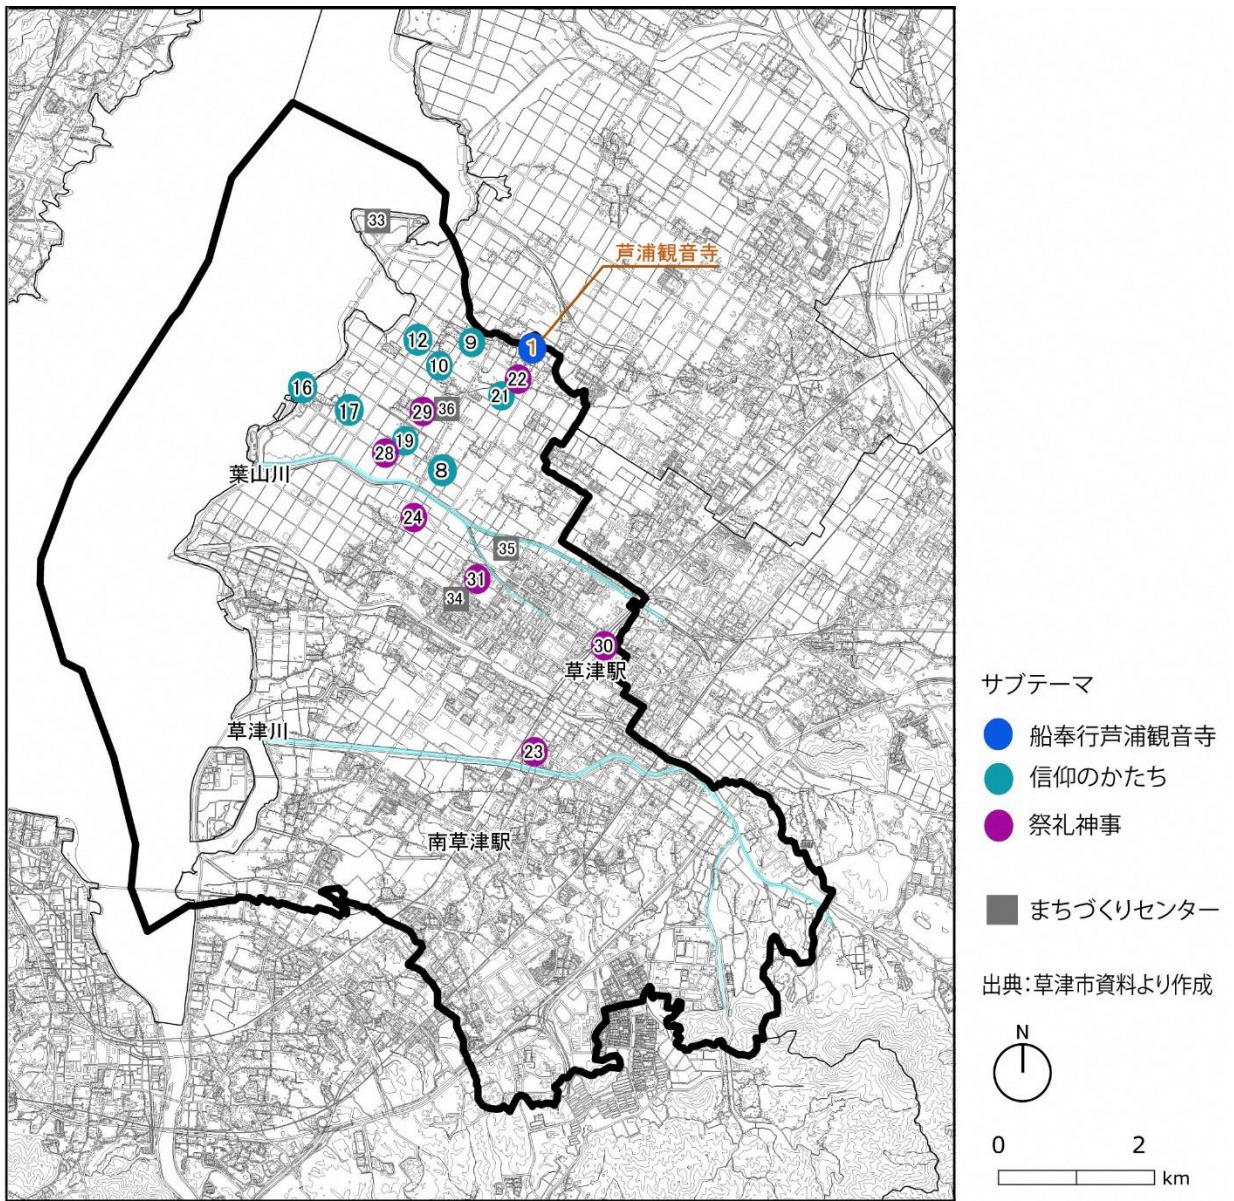 33
芦浦観音寺
12
9
1
10
22
16
21
17
29
36
19
28
8
葉山川
24
35
31
34
30
草津駅
草津川
23
南草津駅
サブテーマ
船奉行芦浦観音寺
信仰のかたち
祭礼神事
まちづくりセンター
出典:草津市資料より作成
N
0 2
km